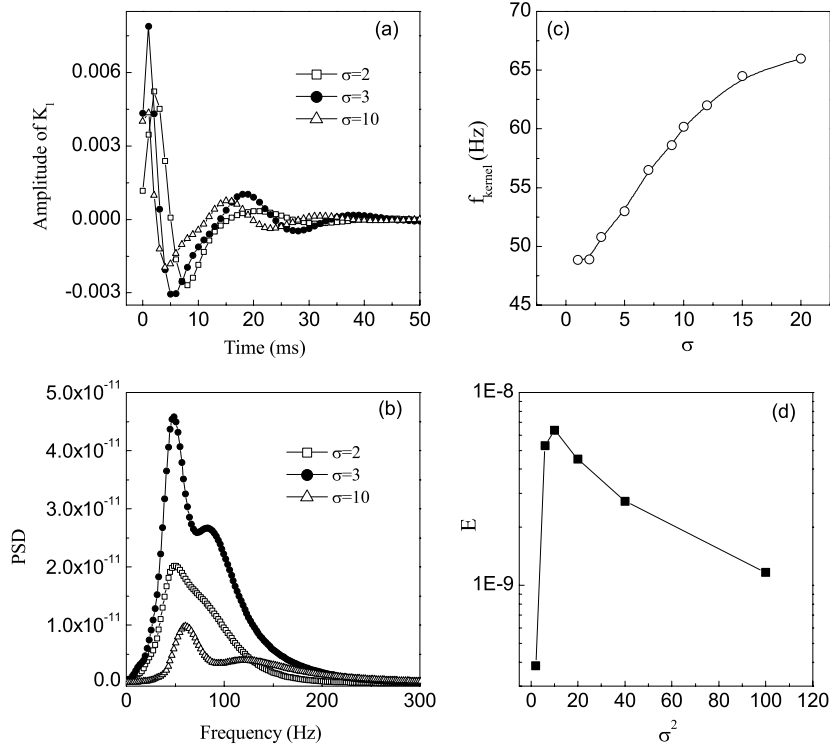 (a)
σ=2
σ=3
σ=10
0.006
0.003
0.000
-0.003
Amplitude of K1
0 10 20 30 40 50
Time (ms)
(c)
70
65
60
55
50
45
fkernel (Hz)
0 5 10 15 20
σ
(b)
σ=2
σ=3
σ=10
5.0x10-11
4.0x10-11
3.0x10-11
2.0x10-11
1.0x10-11
0.0
PSD
0 100 200 300
Frequency (Hz)
(d)
1E-8
1E-9
E
0 20 40 60 80 100 120
σ2